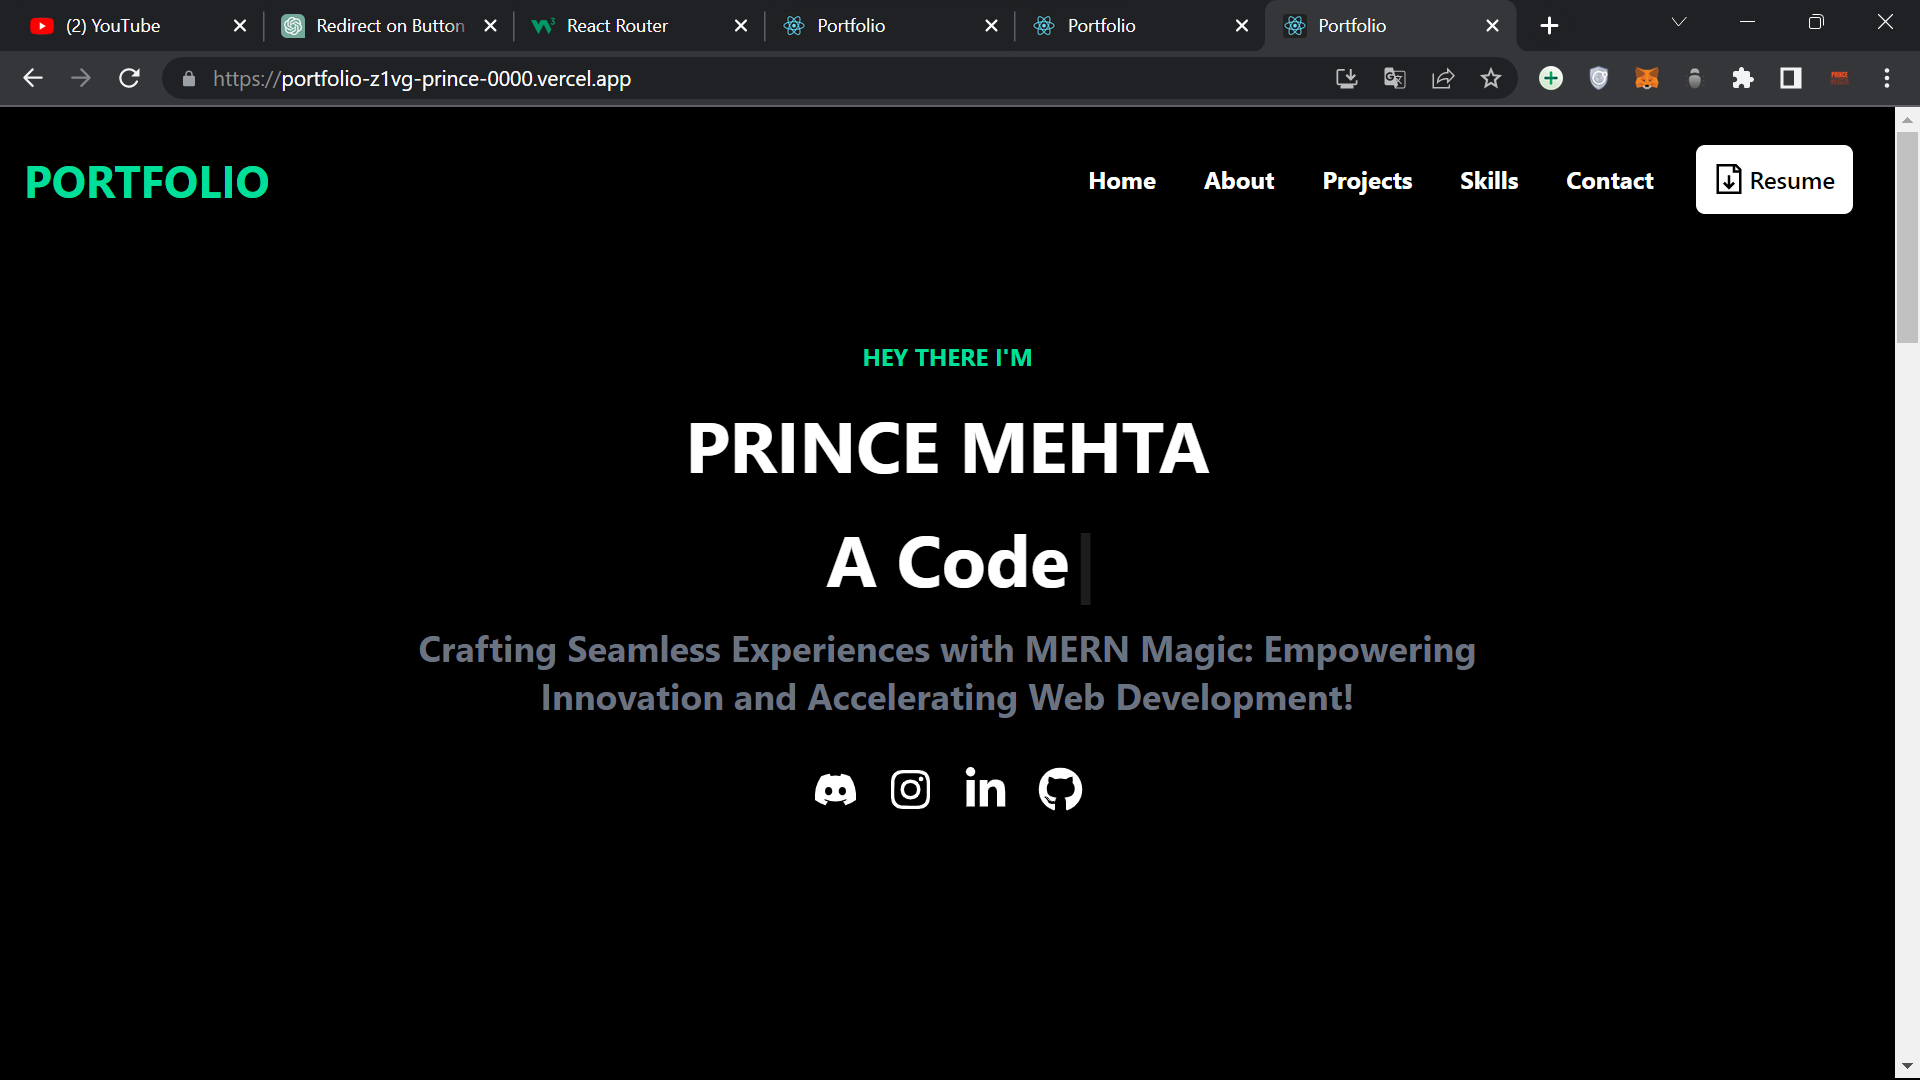 (2) YouTube
Redirect on Button
React Router
Portfolio
Portfolio
Portfolio
https://portfolio-z1vg-prince-0000.vercel.app
PRINCE
PORTFOLIO
Home
About
Projects
Skills
Contact
Resume
HEY THERE I'M
PRINCE MEHTA
A Code
Crafting Seamless Experiences with MERN Magic: Empowering
Innovation and Accelerating Web Development!